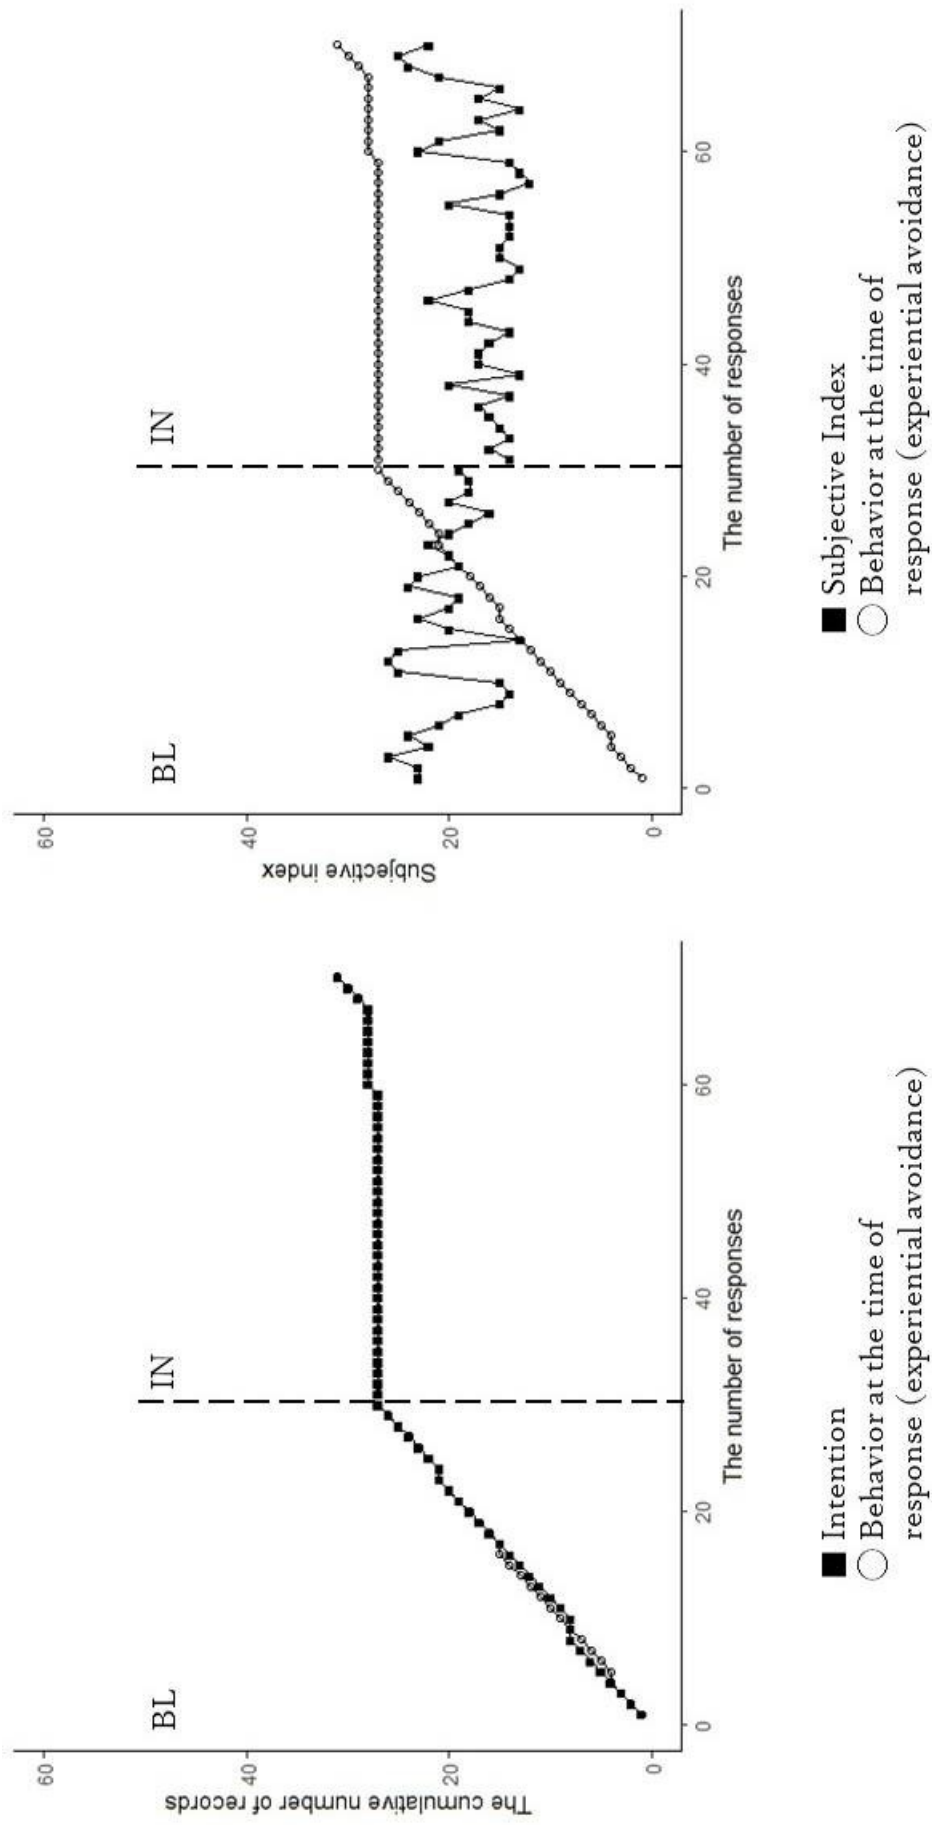 BL
IN
60
40
20
0
The cumulative number of records
0
20
40
60
The number of responses
Intention
Behavior at the time of
response (experiential avoidance)
BL
IN
60
40
20
0
Subjective index
0
20
40
60
The number of responses
Subjective Index
Behavior at the time of
response (experiential avoidance)